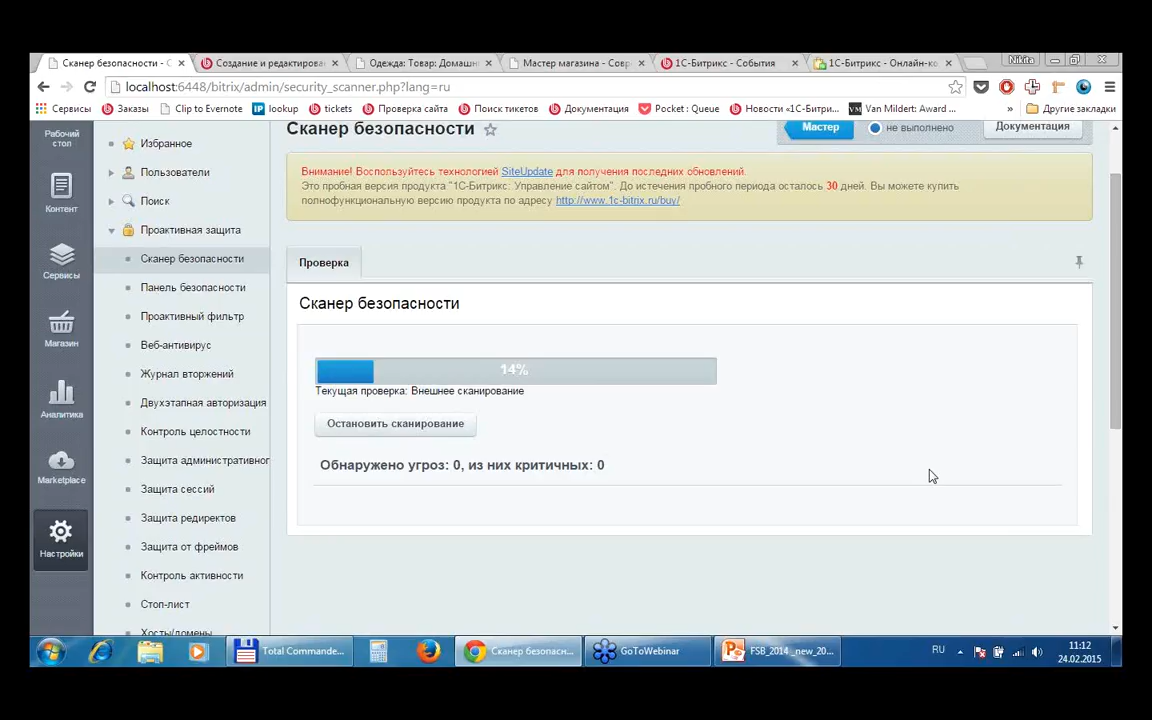 Сканер безопасности - С
Создание и редактирован
Одежда: Товар: Домашн
Мастер магазина - Совр
1С-Битрикс - События
1С-Битрикс - Онлайн-ко
Nikita
localhost:6448/bitrix/admin/security_scanner.php?lang=ru
Сервисы
Заказы
Clip to Evernote
lookup
tickets
Проверка сайта
Поиск тикетов
Документация
Pocket : Queue
Новости «1С-Битри...
Van Mildert: Award ...
»
Другие закладки
Рабочий
стол
Контент
Сервисы
Магазин
Аналитика
Marketplace
Настройки
Избранное
Пользователи
Поиск
Проактивная защита
Сканер безопасности
Панель безопасности
Проактивный фильтр
Веб-антивирус
Журнал вторжений
Двухэтапная авторизация
Контроль целостности
Защита административног
Защита сессий
Защита редиректов
Защита от фреймов
Контроль активности
Стоп-лист
Хосты/домены
Сканер безопасности
Мастер
не выполнено
Документация
Внимание! Воспользуйтесь технологией SiteUpdate для получения последних обновлений.
Это пробная версия продукта "1С-Битрикс: Управление сайтом". До истечения пробного периода осталось 30 дней. Вы можете купить
полнофункциональную версию продукта по адресу http://www.1c-bitrix.ru/buy/
Проверка
Сканер безопасности
14%
Текущая проверка: Внешнее сканирование
Остановить сканирование
Обнаружено угроз: 0, из них критичных: 0
Total Commande...
Сканер безопасн...
GoToWebinar
FSB_2014_new_20...
RU
11:12
24.02.2015